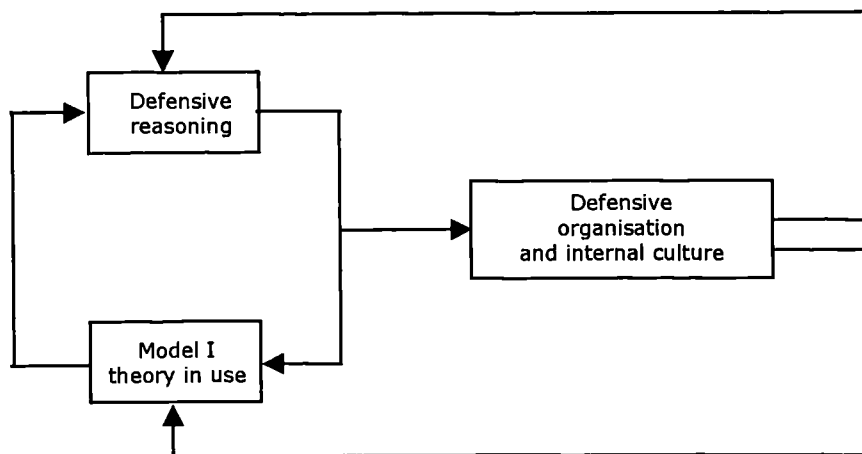 Defensive
reasoning
Defensive
organisation
and internal culture
Model I
theory in use